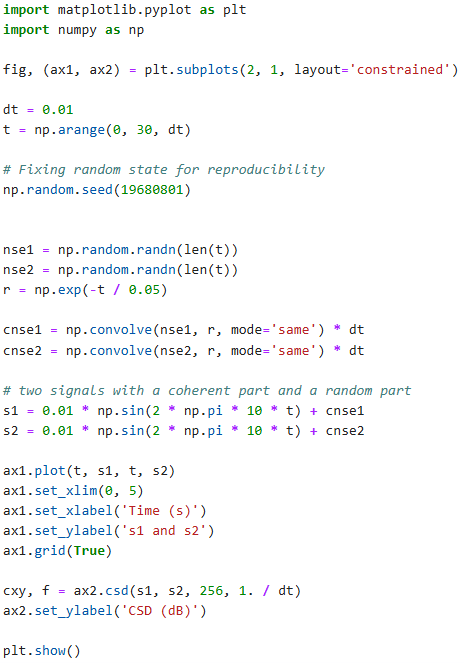 import matplotlib.pyplot as plt
import numpy as np
fig, (ax1, ax2) = plt.subplots(2, 1, layout='constrained')
dt = 0.01
t = np.arange(0, 30, dt)
# Fixing random state for reproducibility
np.random.seed(19680801)
nse1 = np.random.randn(len(t))
nse2 = np.random.randn(len(t))
r = np.exp(-t / 0.05)
cnse1 = np.convolve(nse1, r, mode='same') * dt
cnse2 = np.convolve(nse2, r, mode='same') * dt
# two signals with a coherent part and a random part
s1 = 0.01 * np.sin(2 * np.pi * 10 * t) + cnse1
s2 = 0.01 * np.sin(2 * np.pi * 10 * t) + cnse2
ax1.plot(t, s1, t, s2)
ax1.set_xlim(0, 5)
ax1.set_xlabel('Time (s)')
ax1.set_ylabel('s1 and s2')
ax1.grid(True)
cxy, f = ax2.csd(s1, s2, 256, 1. / dt)
ax2.set_ylabel('CSD (dB)')
plt.show()